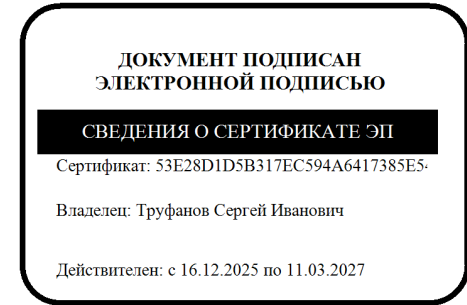 ДОКУМЕНТ ПОДПИСАН
ЭЛЕКТРОННОЙ ПОДПИСЬЮ
СВЕДЕНИЯ О СЕРТИФИКАТЕ ЭП
Сертификат: 53E28D1D5B317EC594A6417385E5
Владелец: Труфанов Сергей Иванович
Действителен: с 16.12.2025 по 11.03.2027